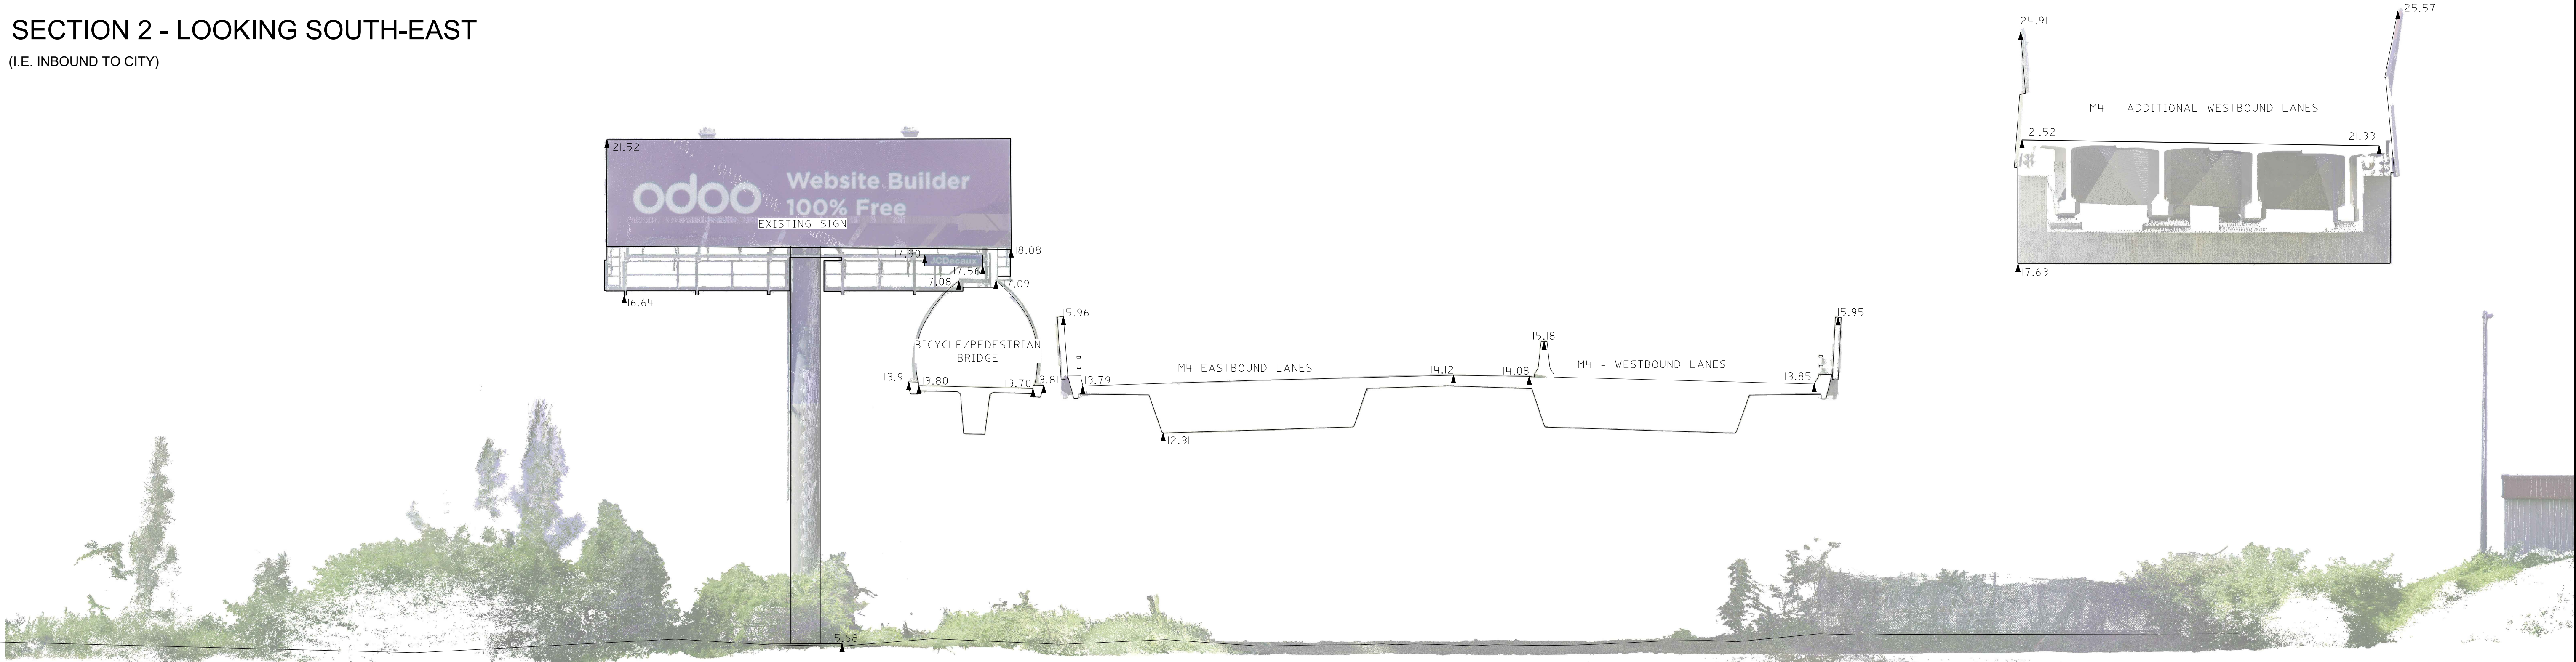 SECTION 2 - LOOKING SOUTH-EAST
(I.E. INBOUND TO CITY)
24.91
25.57
M4 - ADDITIONAL WESTBOUND LANES
21.52
21.33
17.63
21.52
odoo
Website Builder
100% Free
EXISTING SIGN
18.08
17.90
JCDecaux
17.56
17.08
17.09
16.64
15.96
15.95
15.18
BICYCLE/PEDESTRIAN
BRIDGE
M4 EASTBOUND LANES
M4 - WESTBOUND LANES
13.91
13.80
13.70
13.81
13.79
14.12
14.08
13.85
12.31
5.68